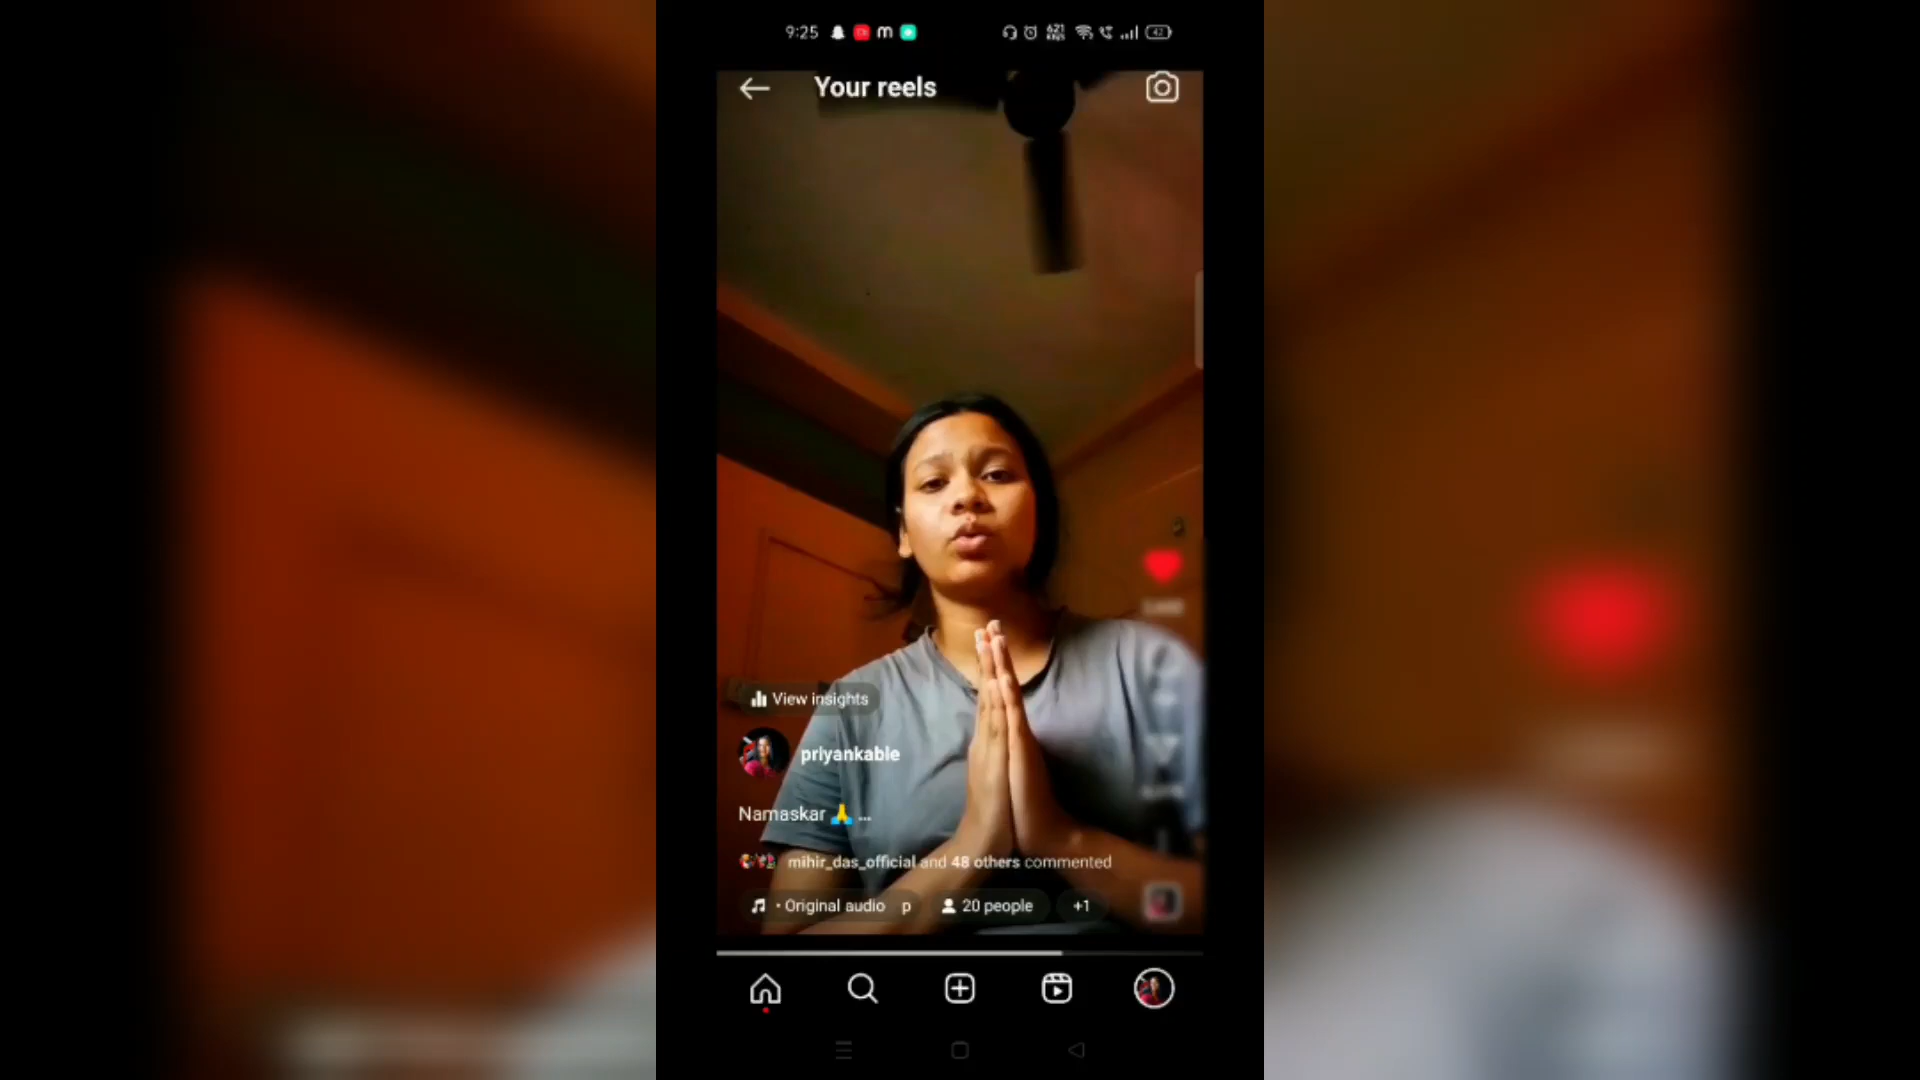 9:25
Your reels
View insights
priyankable
Namaskar 🙏 ...
mihir_das_official and 48 others commented
• Original audio p
20 people
+1